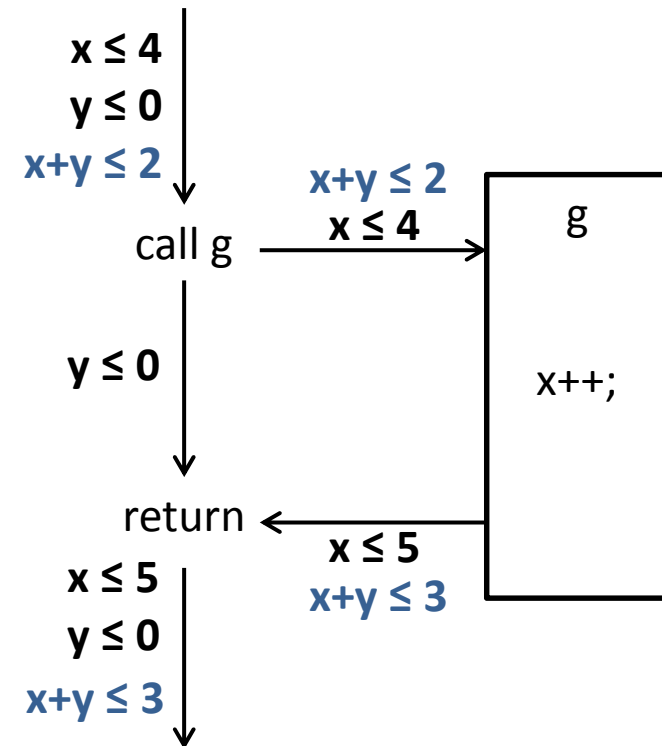 x ≤ 4
y ≤ 0
x+y ≤ 2
call g
x+y ≤ 2
x ≤ 4
g
y ≤ 0
x++;
return
x ≤ 5
x+y ≤ 3
x ≤ 5
y ≤ 0
x+y ≤ 3